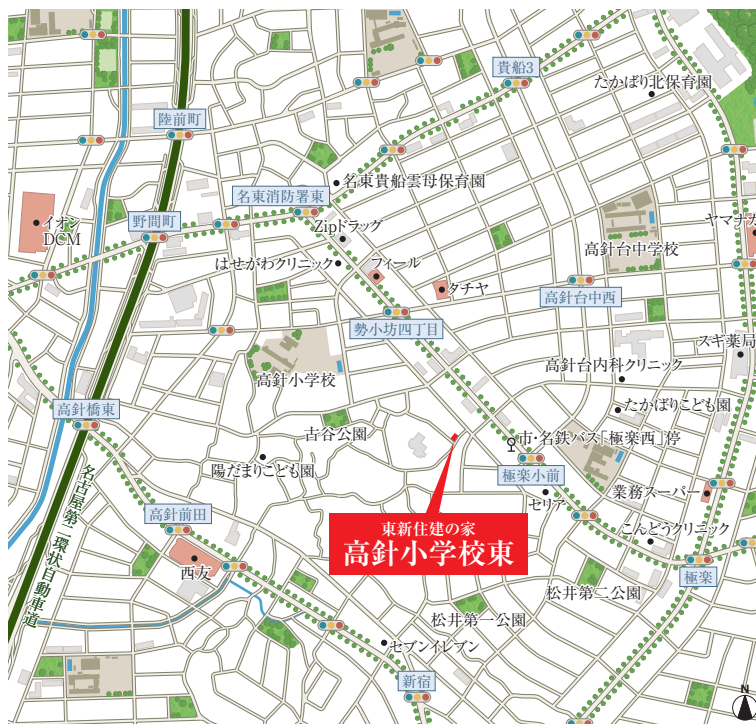 貴船3
たかばり北保育園
陸前町
名東貴船雲母保育園
名東消防署東
野間町
イオン
DCM
Zipドラッグ
はせがわクリニック
フィール
タチヤ
高針台中学校
ヤマナカ
高針台中西
勢小坊四丁目
スギ薬局
高針台内科クリニック
高針小学校
たかばりこども園
高針橋東
古谷公園
市・名鉄バス「極楽西」停
陽だまりこども園
極楽小前
セリア
業務スーパー
高針前田
名古屋第二環状自動車道
東新住建の家
高針小学校東
こんどうクリニック
西友
極楽
松井第二公園
松井第一公園
セブンイレブン
新宿
N